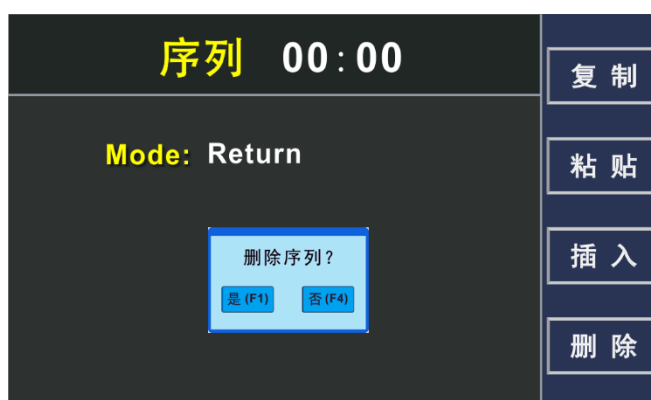 序列 00:00
Mode: Return
删除序列?
是(F1) 否(F4)
复制
粘贴
插入
删除